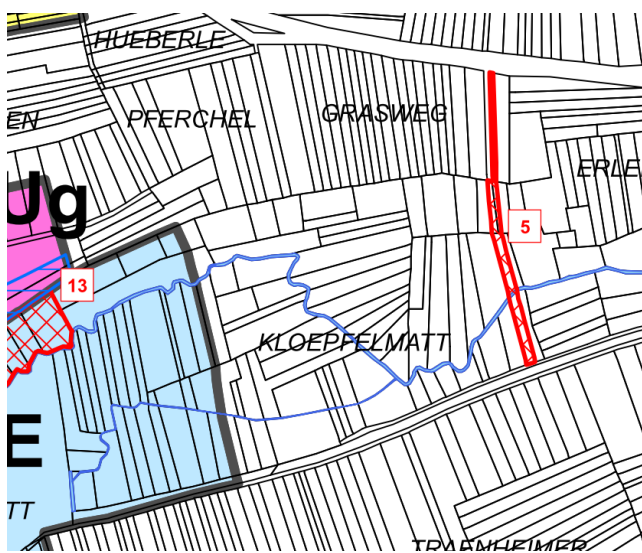 HUEBERLE
EN
PFERCHEL
GRASWEG
ERLE
Ug
5
13
KLOEPFELMATT
E
TT
TRAENHEIMER